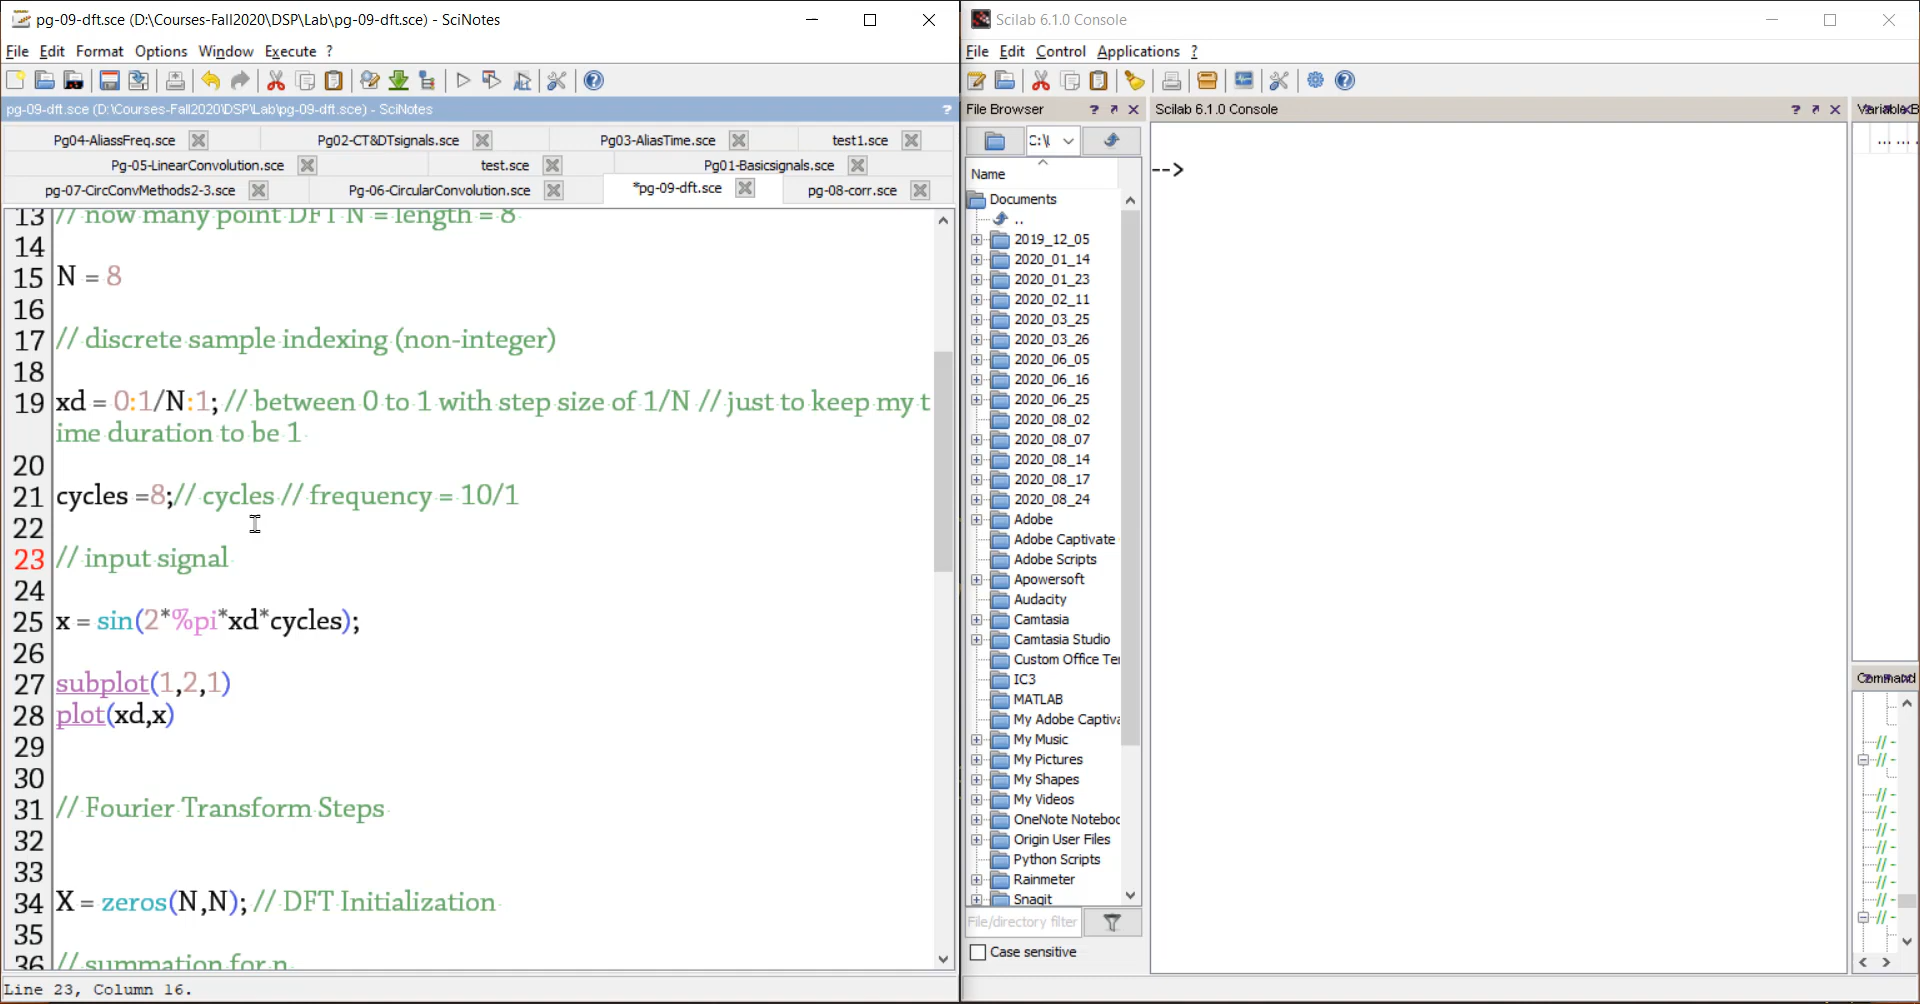 pg-09-dft.sce (D:\Courses-Fall2020\DSP\Lab\pg-09-dft.sce) - SciNotes
File Edit Format Options Window Execute ?
pg-09-dft.sce (D:\Courses-Fall2020\DSP\Lab\pg-09-dft.sce) - SciNotes ?
Pg04-AliassFreq.sce Pg02-CT&DTsignals.sce Pg03-AliasTime.sce test1.sce
Pg-05-LinearConvolution.sce test.sce Pg01-Basicsignals.sce
pg-07-CircConvMethods2-3.sce Pg-06-CircularConvolution.sce *pg-09-dft.sce pg-08-corr.sce
13 // how many point DFT N = length = 8
14
15 N = 8
16
17 // discrete sample indexing (non-integer)
18
19 xd = 0:1/N:1; // between 0 to 1 with step size of 1/N // just to keep my t
ime duration to be 1
20
21 cycles =8;// cycles // frequency = 10/1
22
23 // input signal
24
25 x = sin(2*%pi*xd*cycles);
26
27 subplot(1,2,1)
28 plot(xd,x)
29
30
31 // Fourier Transform Steps
32
33
34 X = zeros(N,N); // DFT Initialization
35
36 // summation for n
Line 23, Column 16.
Scilab 6.1.0 Console
File Edit Control Applications ?
File Browser ?
C:\
Name
Documents
..
2019_12_05
2020_01_14
2020_01_23
2020_02_11
2020_03_25
2020_03_26
2020_06_05
2020_06_16
2020_06_25
2020_08_02
2020_08_07
2020_08_14
2020_08_17
2020_08_24
Adobe
Adobe Captivate
Adobe Scripts
Apowersoft
Audacity
Camtasia
Camtasia Studio
Custom Office Te
IC3
MATLAB
My Adobe Captiv
My Music
My Pictures
My Shapes
My Videos
OneNote Noteboo
Origin User Files
Python Scripts
Rainmeter
Snagit
File/directory filter
Case sensitive
Scilab 6.1.0 Console ?
-->
... ...
// -
// -
// -
// -
// -
// -
// -
// -
// -
// -